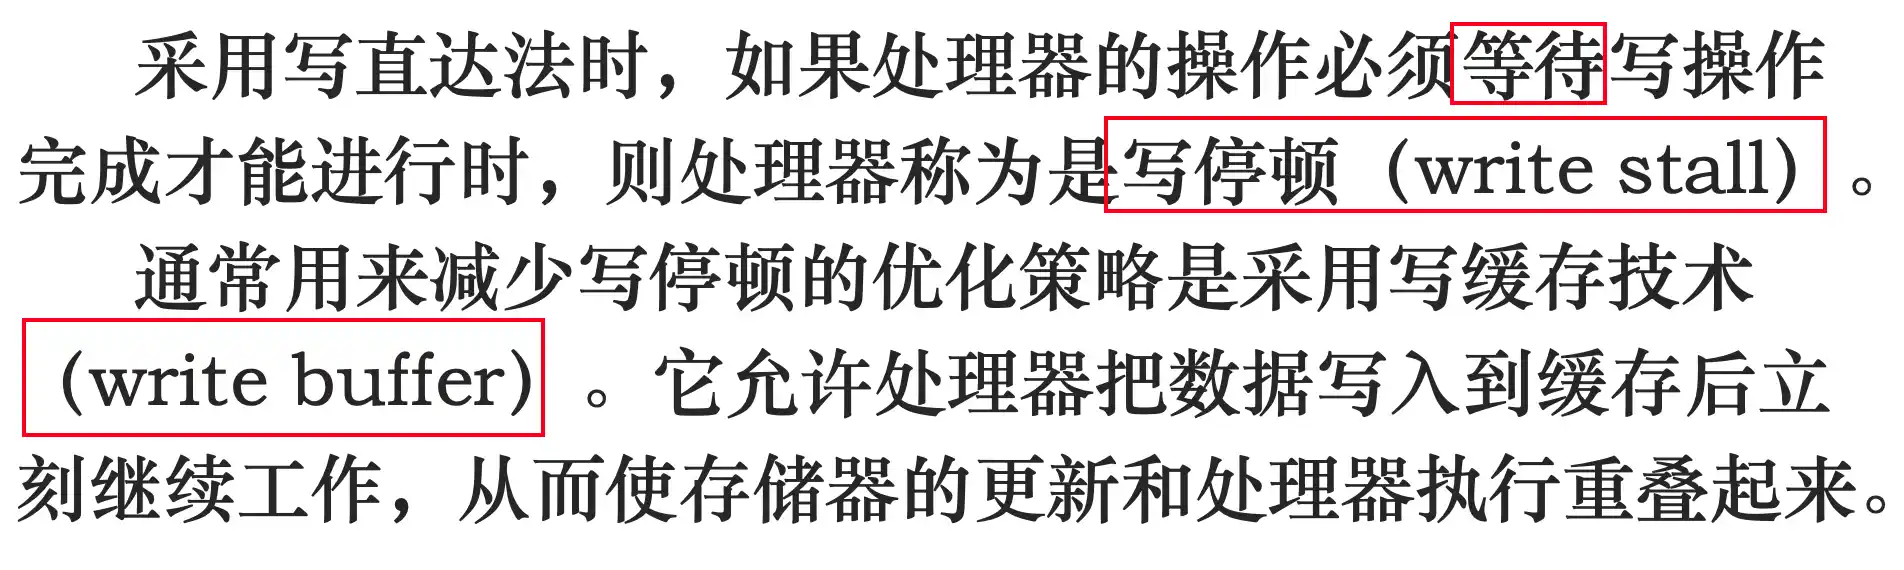 采用写直达法时，如果处理器的操作必须等待写操作
完成才能进行时，则处理器称为是写停顿（write stall）。
通常用来减少写停顿的优化策略是采用写缓存技术
（write buffer）。它允许处理器把数据写入到缓存后立
刻继续工作，从而使存储器的更新和处理器执行重叠起来。